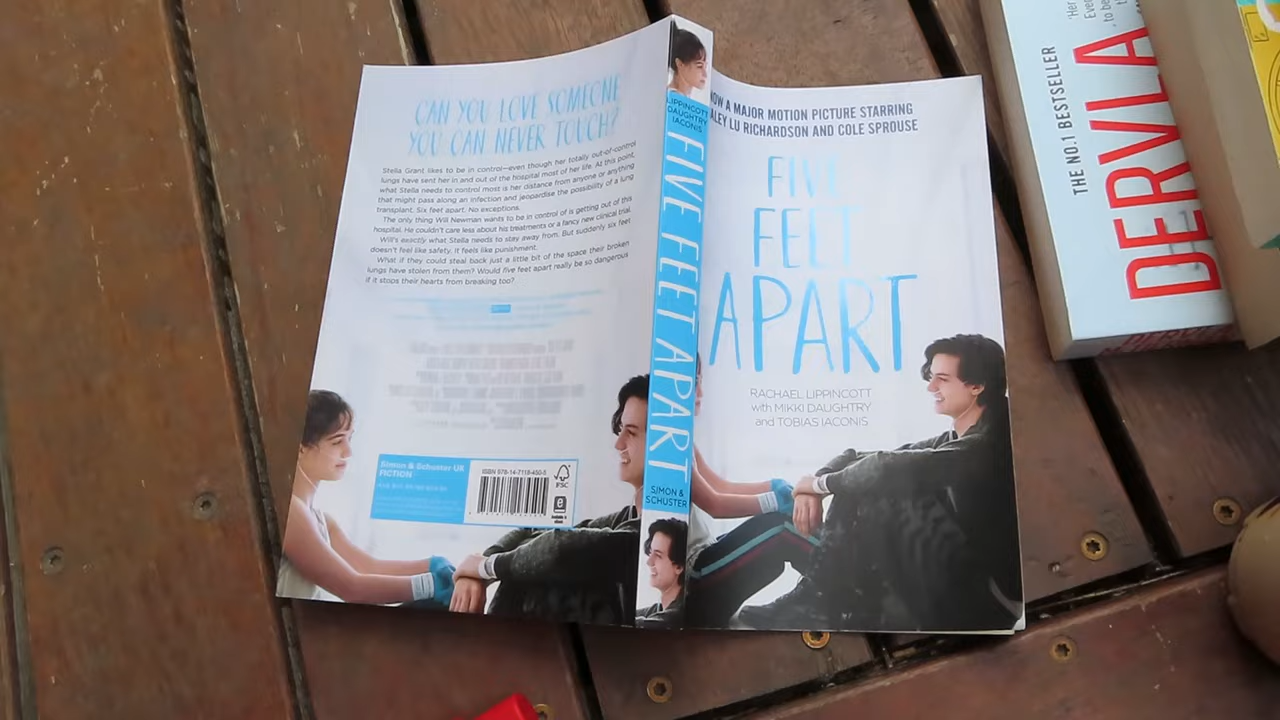 CAN YOU LOVE SOMEONE
YOU CAN NEVER TOUCH?
Stella Grant likes to be in control—even though her totally out-of-control
lungs have sent her in and out of the hospital most of her life. At this point,
what Stella needs to control most is her distance from anyone or anything
that might pass along an infection and jeopardise the possibility of a lung
transplant. Six feet apart. No exceptions.
The only thing Will Newman wants to be in control of is getting out of this
hospital. He couldn't care less about his treatments or a fancy new clinical trial.
Will's exactly what Stella needs to stay away from. But suddenly six feet
doesn't feel like safety. It feels like punishment.
What if they could steal back just a little bit of the space their broken
lungs have stolen from them? Would five feet apart really be so dangerous
if it stops their hearts from breaking too?
Simon & Schuster UK
FICTION
ISBN 978-14-7118-450-5
FSC
LIPPINCOTT
DAUGHTRY
IACONIS
FIVE FEET APART
SIMON &
SCHUSTER
OW A MAJOR MOTION PICTURE STARRING
LEY LU RICHARDSON AND COLE SPROUSE
FIVE
FEET
APART
RACHAEL LIPPINCOTT
with MIKKI DAUGHTRY
and TOBIAS IACONIS
THE NO.1 BESTSELLER
DERVLA